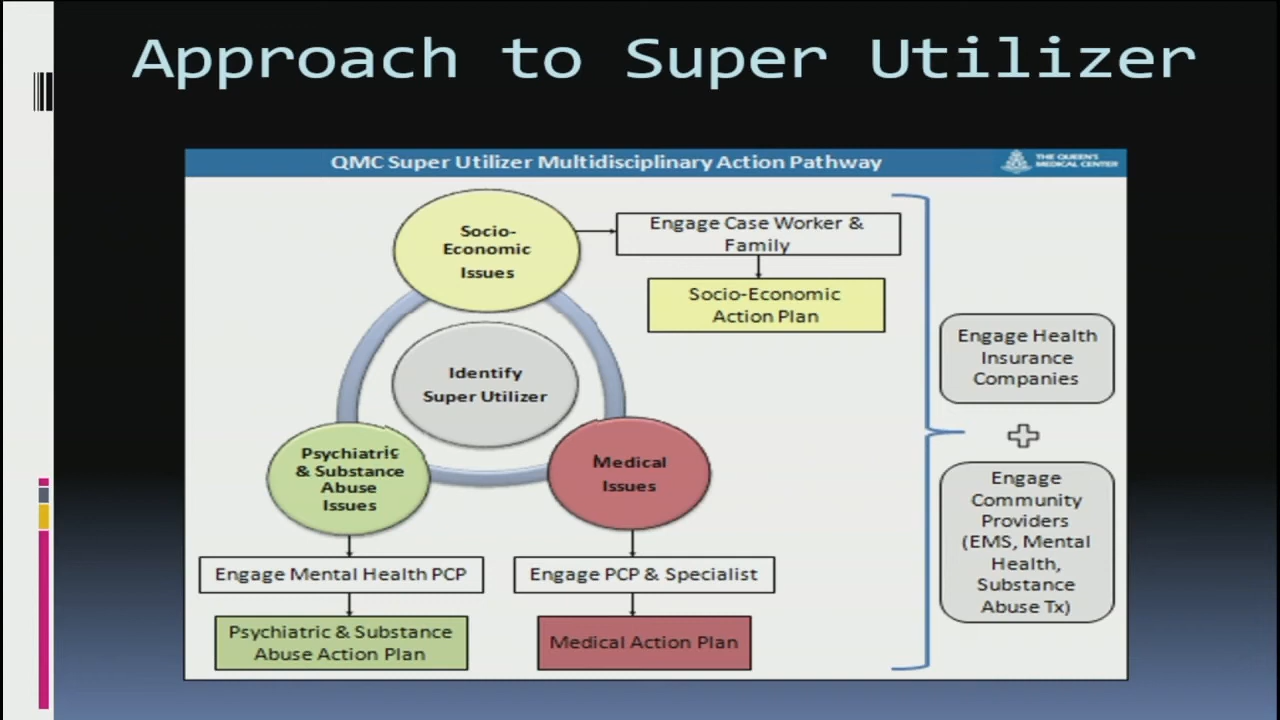 Approach to Super Utilizer
QMC Super Utilizer Multidisciplinary Action Pathway
THE QUEEN'S
MEDICAL CENTER
Socio-
Economic
Issues
Engage Case Worker &
Family
Socio-Economic
Action Plan
Identify
Super Utilizer
Psychiatric
& Substance
Abuse
Issues
Medical
Issues
Engage Mental Health PCP
Engage PCP & Specialist
Psychiatric & Substance
Abuse Action Plan
Medical Action Plan
Engage Health
Insurance
Companies
Engage
Community
Providers
(EMS, Mental
Health,
Substance
Abuse Tx)